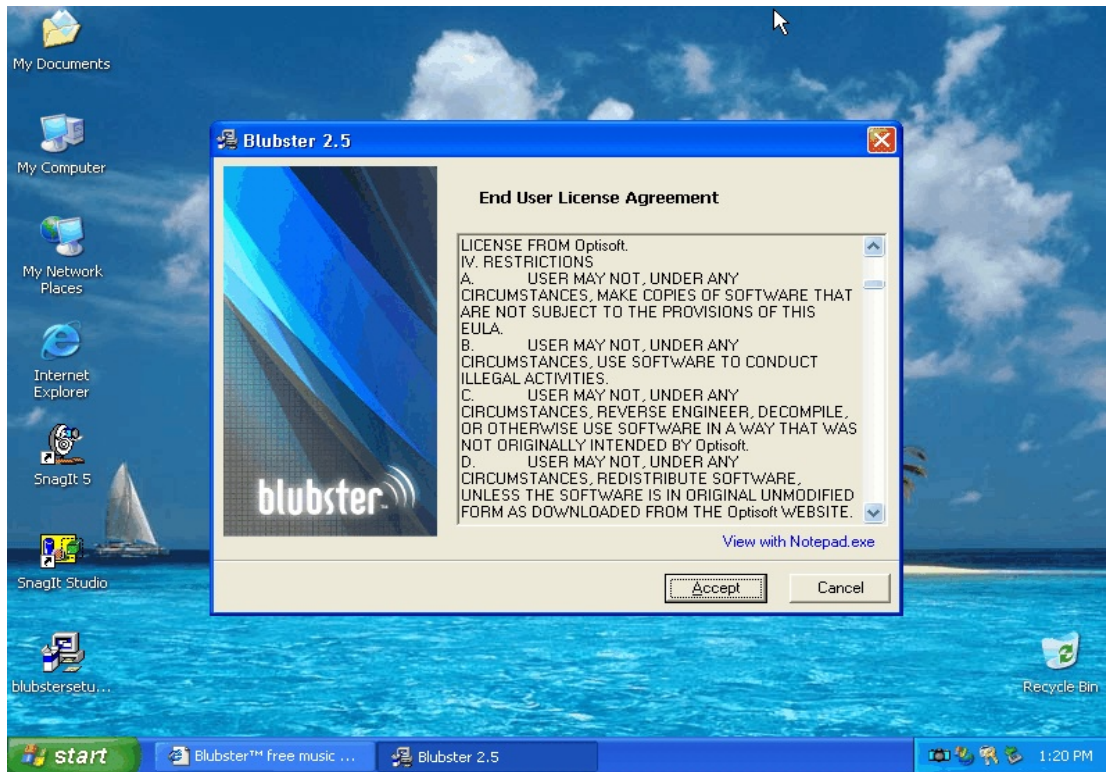 My Documents
My Computer
My Network
Places
Internet
Explorer
SnagIt 5
SnagIt Studio
blubstersetu...
Blubster 2.5
blubster
End User License Agreement
LICENSE FROM Optisoft.
IV. RESTRICTIONS
A. USER MAY NOT, UNDER ANY
CIRCUMSTANCES, MAKE COPIES OF SOFTWARE THAT
ARE NOT SUBJECT TO THE PROVISIONS OF THIS
EULA.
B. USER MAY NOT, UNDER ANY
CIRCUMSTANCES, USE SOFTWARE TO CONDUCT
ILLEGAL ACTIVITIES.
C. USER MAY NOT, UNDER ANY
CIRCUMSTANCES, REVERSE ENGINEER, DECOMPILE,
OR OTHERWISE USE SOFTWARE IN A WAY THAT WAS
NOT ORIGINALLY INTENDED BY Optisoft.
D. USER MAY NOT, UNDER ANY
CIRCUMSTANCES, REDISTRIBUTE SOFTWARE,
UNLESS THE SOFTWARE IS IN ORIGINAL UNMODIFIED
FORM AS DOWNLOADED FROM THE Optisoft WEBSITE.
View with Notepad.exe
Accept
Cancel
Recycle Bin
start
Blubster™ free music ...
Blubster 2.5
1:20 PM